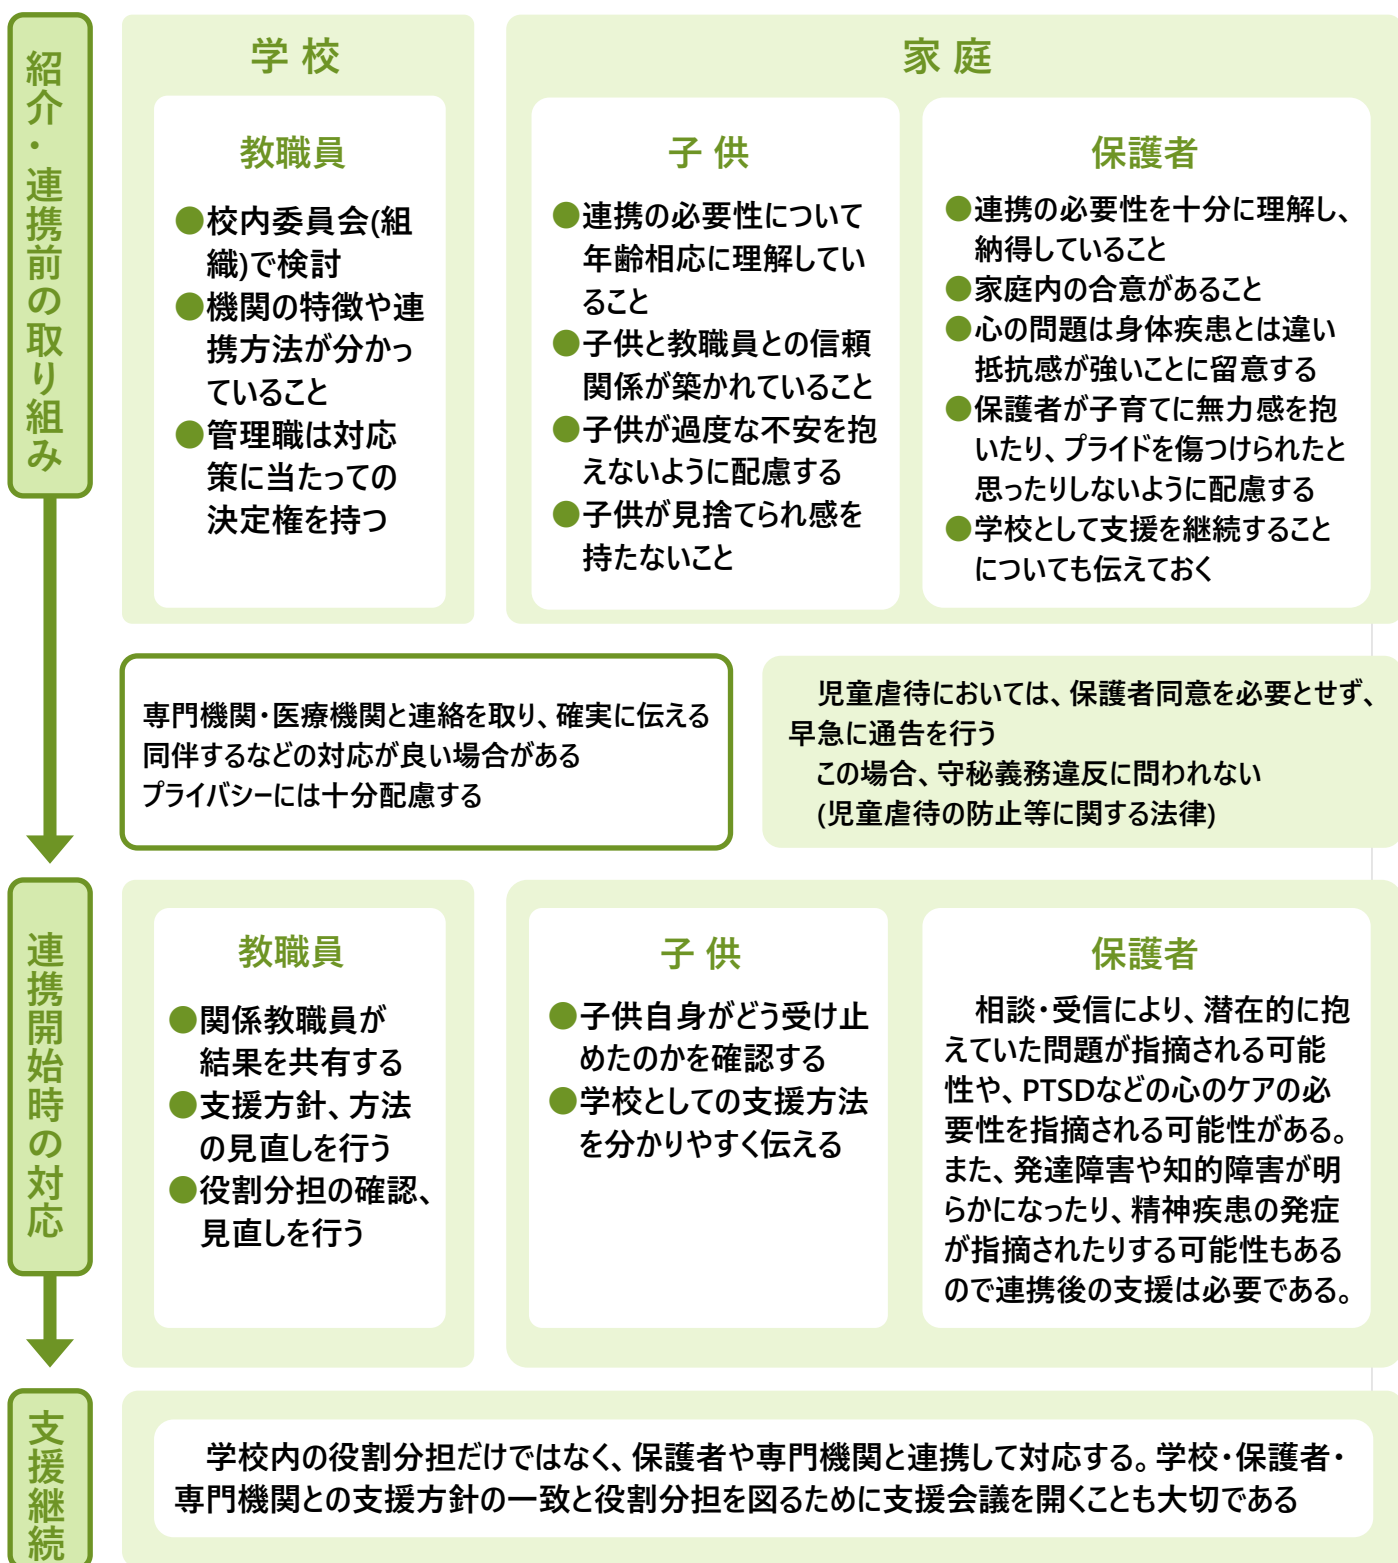 紹介・連携前の取り組み
学 校
家 庭
教職員
●校内委員会(組
織)で検討
●機関の特徴や連
携方法が分かっ
ていること
●管理職は対応
策に当たっての
決定権を持つ
子 供
●連携の必要性について
年齢相応に理解してい
ること
●子供と教職員との信頼
関係が築かれていること
●子供が過度な不安を抱
えないように配慮する
●子供が見捨てられ感を
持たないこと
保護者
●連携の必要性を十分に理解し、
納得していること
●家庭内の合意があること
●心の問題は身体疾患とは違い
抵抗感が強いことに留意する
●保護者が子育てに無力感を抱
いたり、プライドを傷つけられたと
思ったりしないように配慮する
●学校として支援を継続すること
についても伝えておく
専門機関・医療機関と連絡を取り、確実に伝える
同伴するなどの対応が良い場合がある
プライバシーには十分配慮する
児童虐待においては、保護者同意を必要とせず、
早急に通告を行う
この場合、守秘義務違反に問われない
(児童虐待の防止等に関する法律)
連携開始時の対応
教職員
●関係教職員が
結果を共有する
●支援方針、方法
の見直しを行う
●役割分担の確認、
見直しを行う
子 供
●子供自身がどう受け止
めたのかを確認する
●学校としての支援方法
を分かりやすく伝える
保護者
相談・受信により、潜在的に抱
えていた問題が指摘される可能
性や、PTSDなどの心のケアの必
要性を指摘される可能性がある。
また、発達障害や知的障害が明
らかになったり、精神疾患の発症
が指摘されたりする可能性もある
ので連携後の支援は必要である。
支援継続
学校内の役割分担だけではなく、保護者や専門機関と連携して対応する。学校・保護者・
専門機関との支援方針の一致と役割分担を図るために支援会議を開くことも大切である